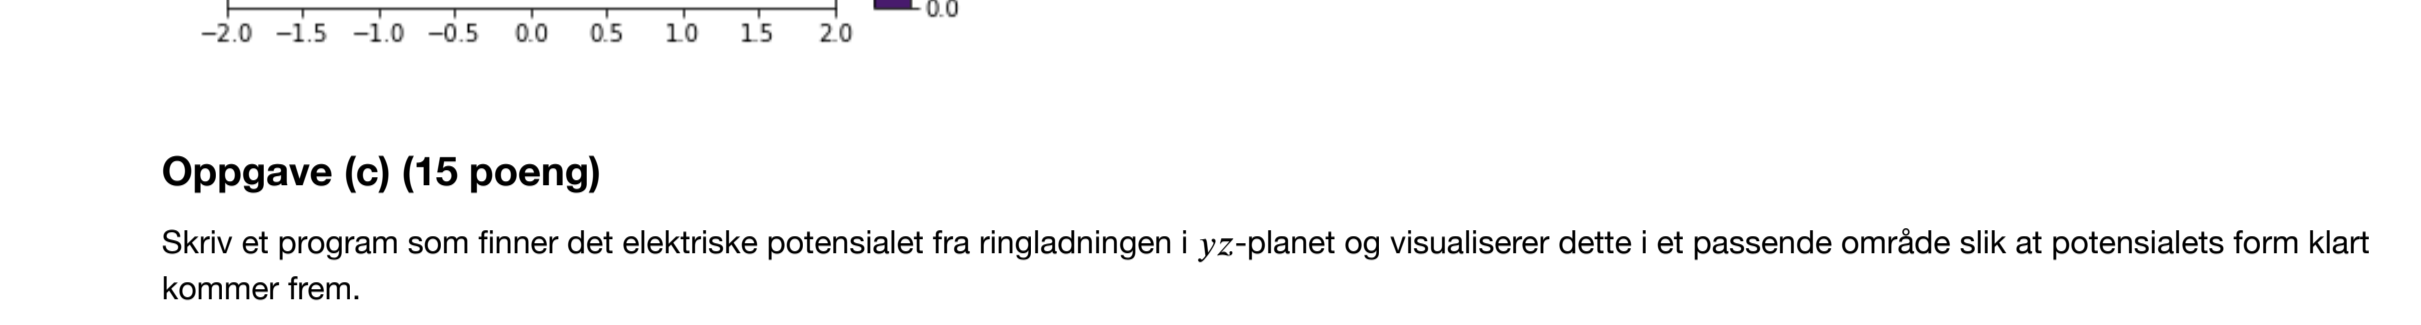 0.0
−2.0 −1.5 −1.0 −0.5 0.0 0.5 1.0 1.5 2.0
Oppgave (c) (15 poeng)
Skriv et program som finner det elektriske potensialet fra ringladningen i yz-planet og visualiserer dette i et passende område slik at potensialets form klart
kommer frem.